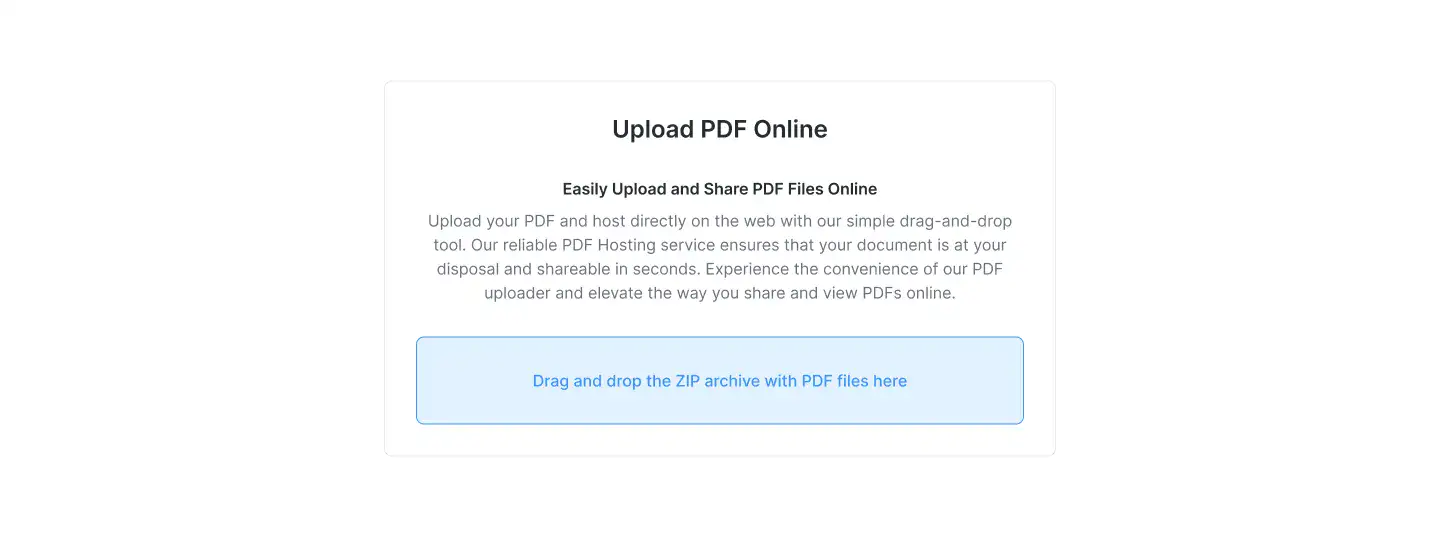 Upload PDF Online
Easily Upload and Share PDF Files Online
Upload your PDF and host directly on the web with our simple drag-and-drop
tool. Our reliable PDF Hosting service ensures that your document is at your
disposal and shareable in seconds. Experience the convenience of our PDF
uploader and elevate the way you share and view PDFs online.
Drag and drop the ZIP archive with PDF files here